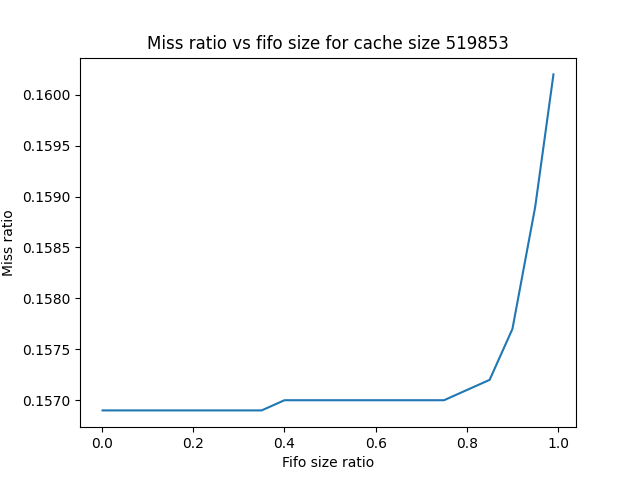 Miss ratio vs fifo size for cache size 519853
0.1600
0.1595
0.1590
0.1585
0.1580
0.1575
0.1570
Miss ratio
0.0 0.2 0.4 0.6 0.8 1.0
Fifo size ratio